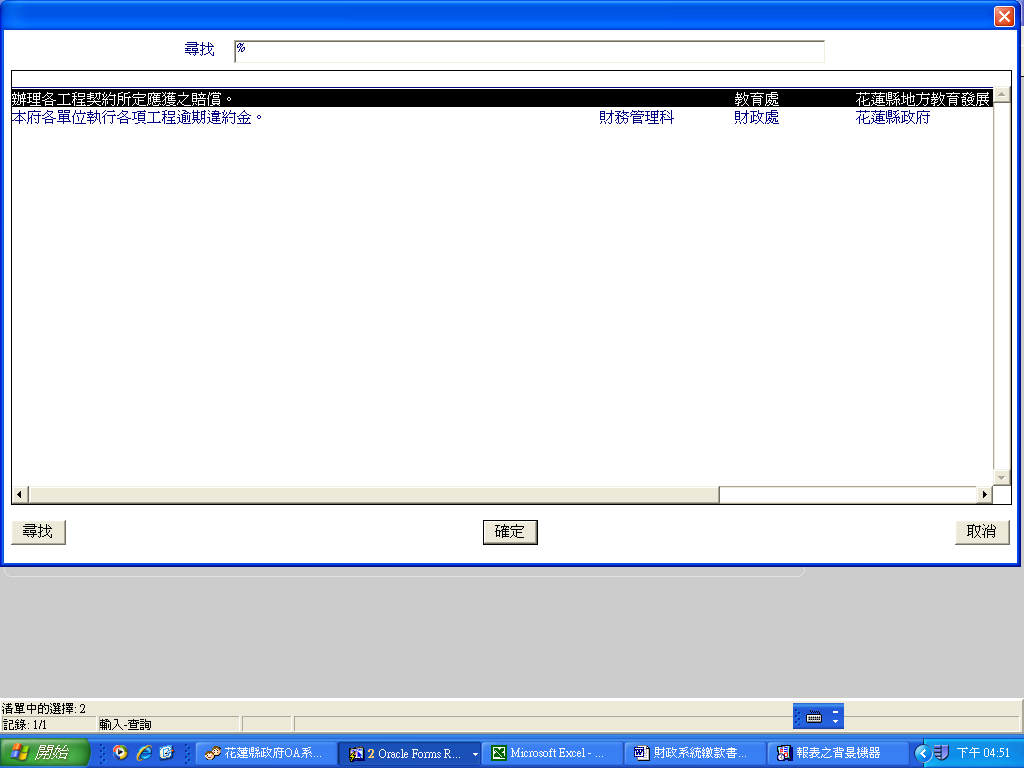 尋找 %
辦理各工程契約所定應獲之賠償。 教育處 花蓮縣地方教育發展
本府各單位執行各項工程逾期違約金。 財務管理科 財政處 花蓮縣政府
尋找 確定 取消
清單中的選擇: 2
記錄: 1/1 輸入-查詢
開始 花蓮縣政府OA系... 2 Oracle Forms R... Microsoft Excel - ... 財政系統繳款書... 報表之背景機器 下午 04:51